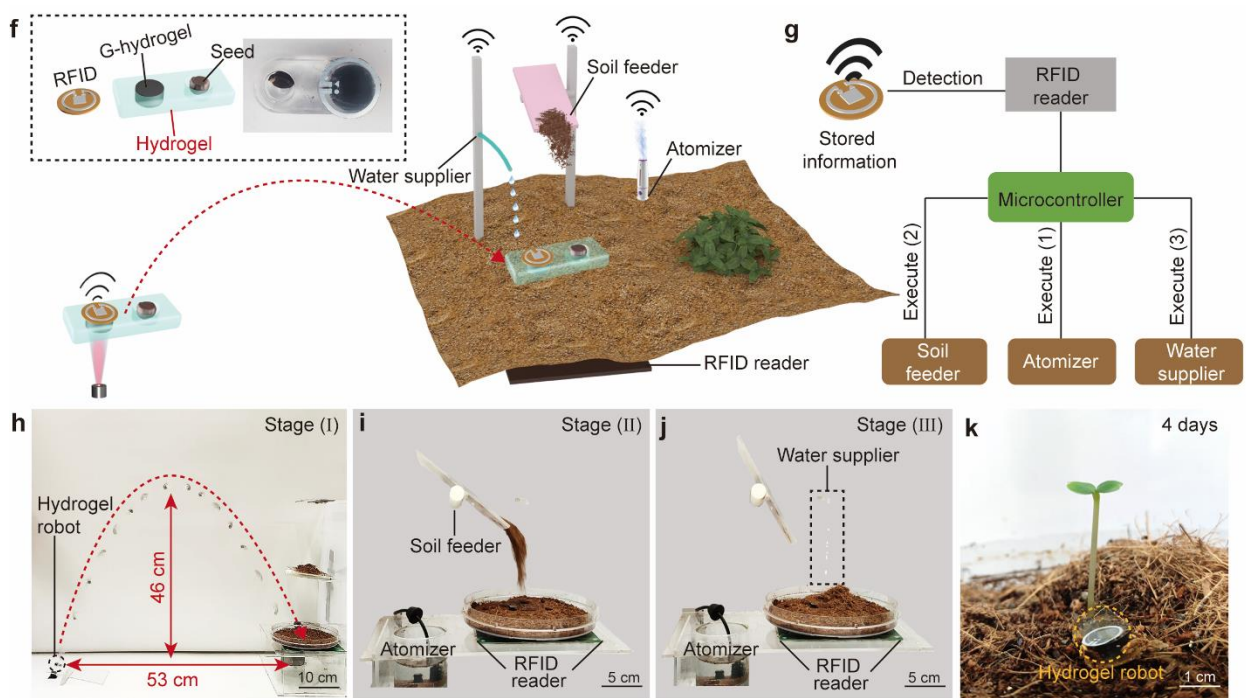 f
G-hydrogel
Seed
RFID
Hydrogel
Water supplier
Soil feeder
Atomizer
RFID reader
g
Detection
RFID
reader
Stored
information
Microcontroller
Execute (2)
Execute (1)
Execute (3)
Soil
feeder
Atomizer
Water
supplier
h
Stage (I)
Hydrogel
robot
46 cm
53 cm
10 cm
i
Stage (II)
Soil feeder
Atomizer
RFID
reader
5 cm
j
Stage (III)
Water supplier
Atomizer
RFID
reader
5 cm
k
4 days
Hydrogel robot
1 cm